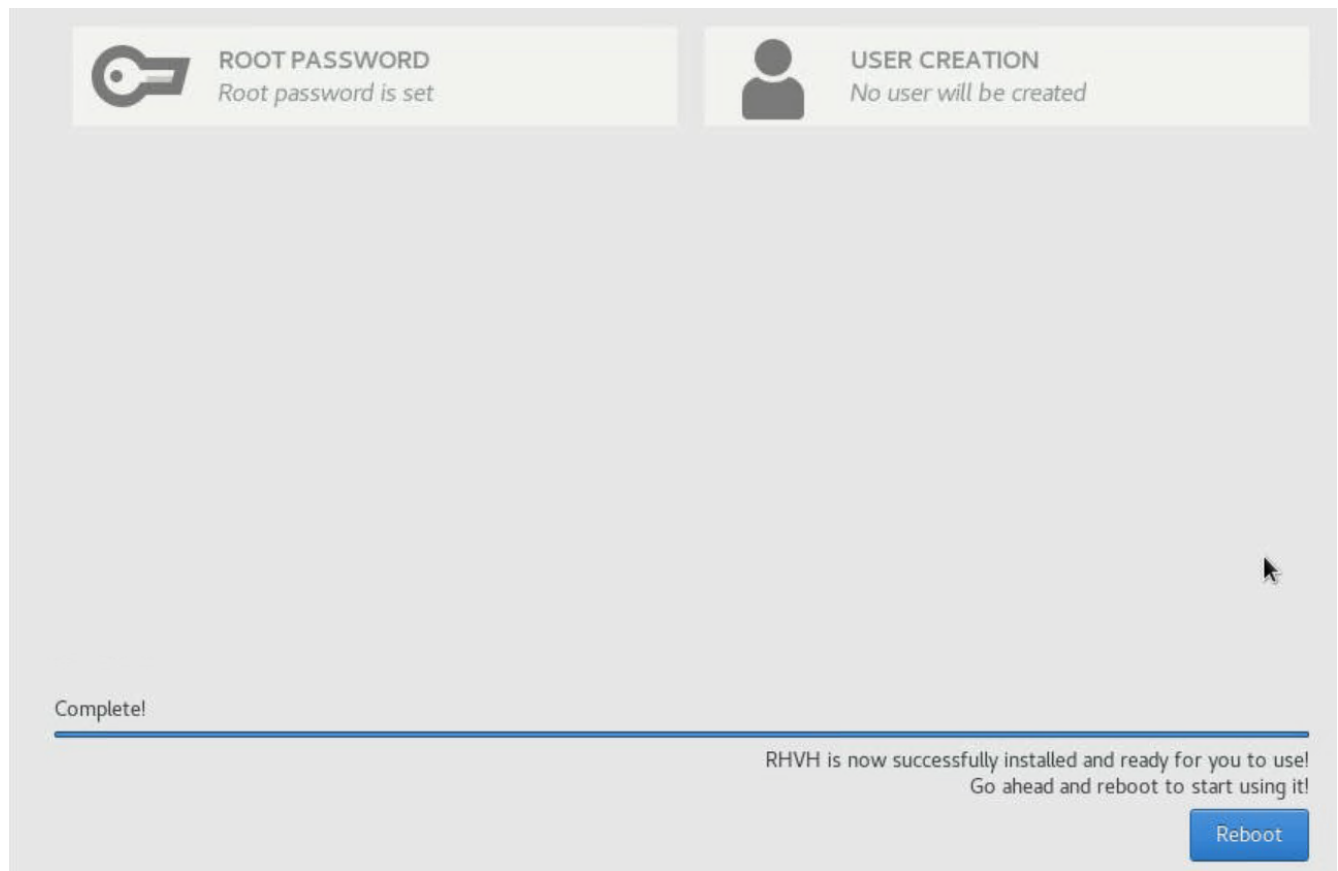 ROOT PASSWORD
Root password is set
USER CREATION
No user will be created
Complete!
RHVH is now successfully installed and ready for you to use!
Go ahead and reboot to start using it!
Reboot